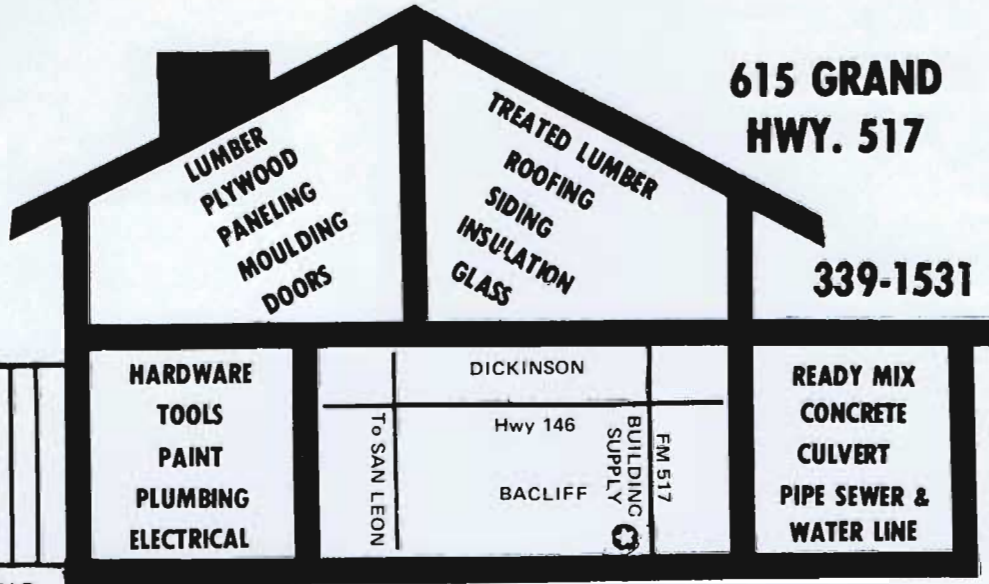 615 GRAND
HWY. 517
LUMBER
PLYWOOD
PANELING
MOULDING
DOORS
TREATED LUMBER
ROOFING
SIDING
INSULATION
GLASS
339-1531
HARDWARE
TOOLS
PAINT
PLUMBING
ELECTRICAL
DICKINSON
Hwy 146
BACLIFF
To SAN LEON
BUILDING
SUPPLY
FM 517
READY MIX
CONCRETE
CULVERT
PIPE SEWER &
WATER LINE